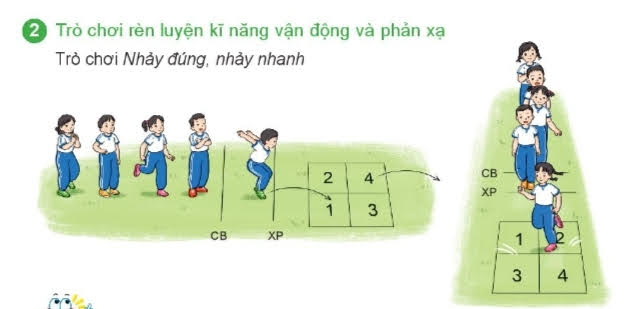 2 Trò chơi rèn luyện kĩ năng vận động và phản xạ
Trò chơi Nhảy đúng, nhảy nhanh
2 4
1 3
CB XP
CB
XP
1 2
3 4